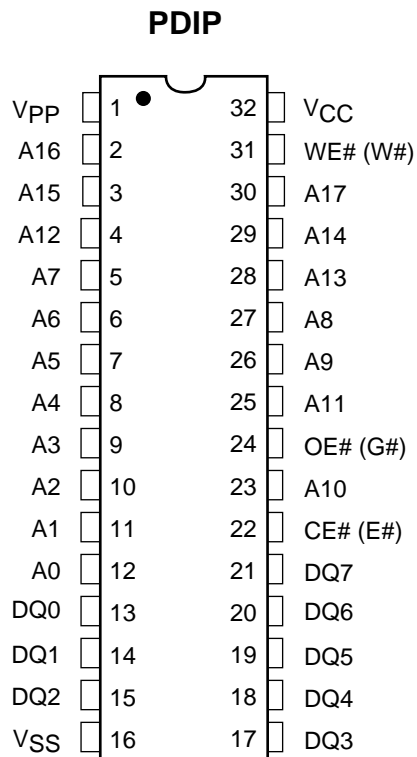 PDIP
VPP 1 32 VCC
A16 2 31 WE# (W#)
A15 3 30 A17
A12 4 29 A14
A7 5 28 A13
A6 6 27 A8
A5 7 26 A9
A4 8 25 A11
A3 9 24 OE# (G#)
A2 10 23 A10
A1 11 22 CE# (E#)
A0 12 21 DQ7
DQ0 13 20 DQ6
DQ1 14 19 DQ5
DQ2 15 18 DQ4
VSS 16 17 DQ3